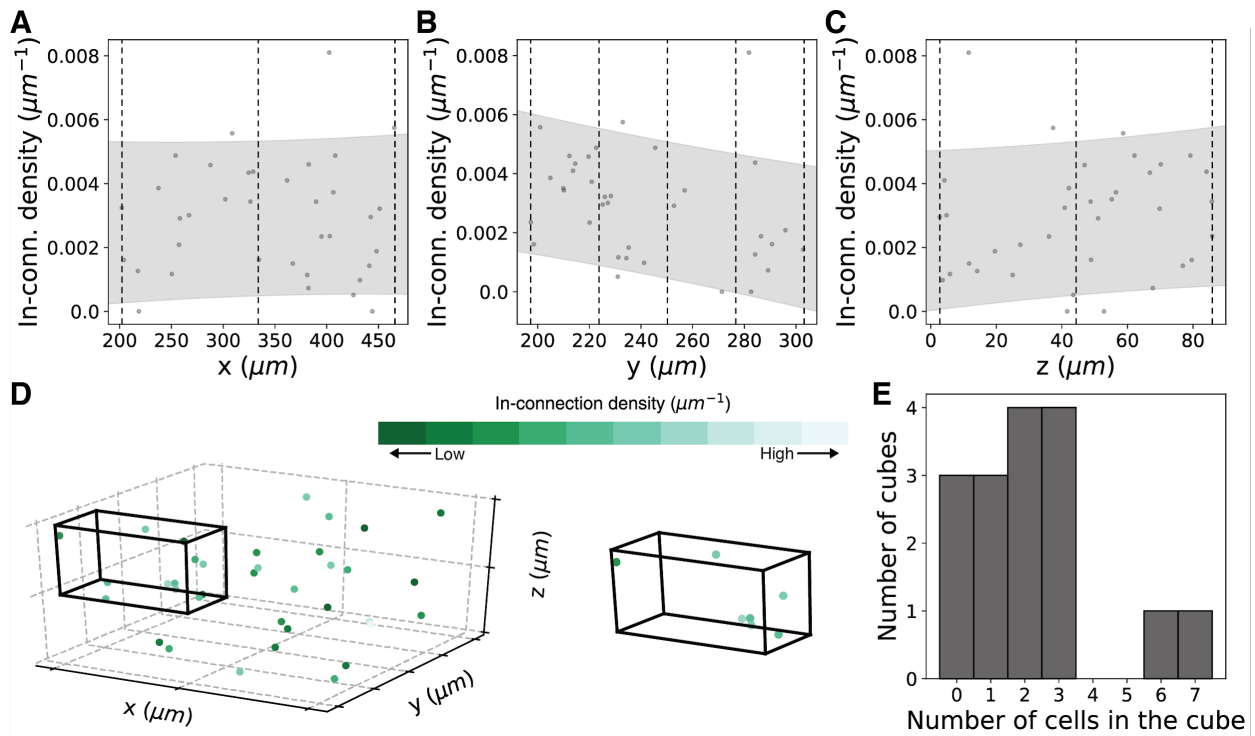 A
B
C
In-conn. density (μm⁻¹)
0.008
0.006
0.004
0.002
0.0
200 250 300 350 400 450
x (μm)
In-conn. density (μm⁻¹)
0.008
0.006
0.004
0.002
0.0
200 220 240 260 280 300
y (μm)
In-conn. density (μm⁻¹)
0.008
0.006
0.004
0.002
0.0
0 20 40 60 80
z (μm)
D
In-connection density (μm⁻¹)
Low
High
x (μm)
y (μm)
z (μm)
E
Number of cubes
4
3
2
1
0
0 1 2 3 4 5 6 7
Number of cells in the cube